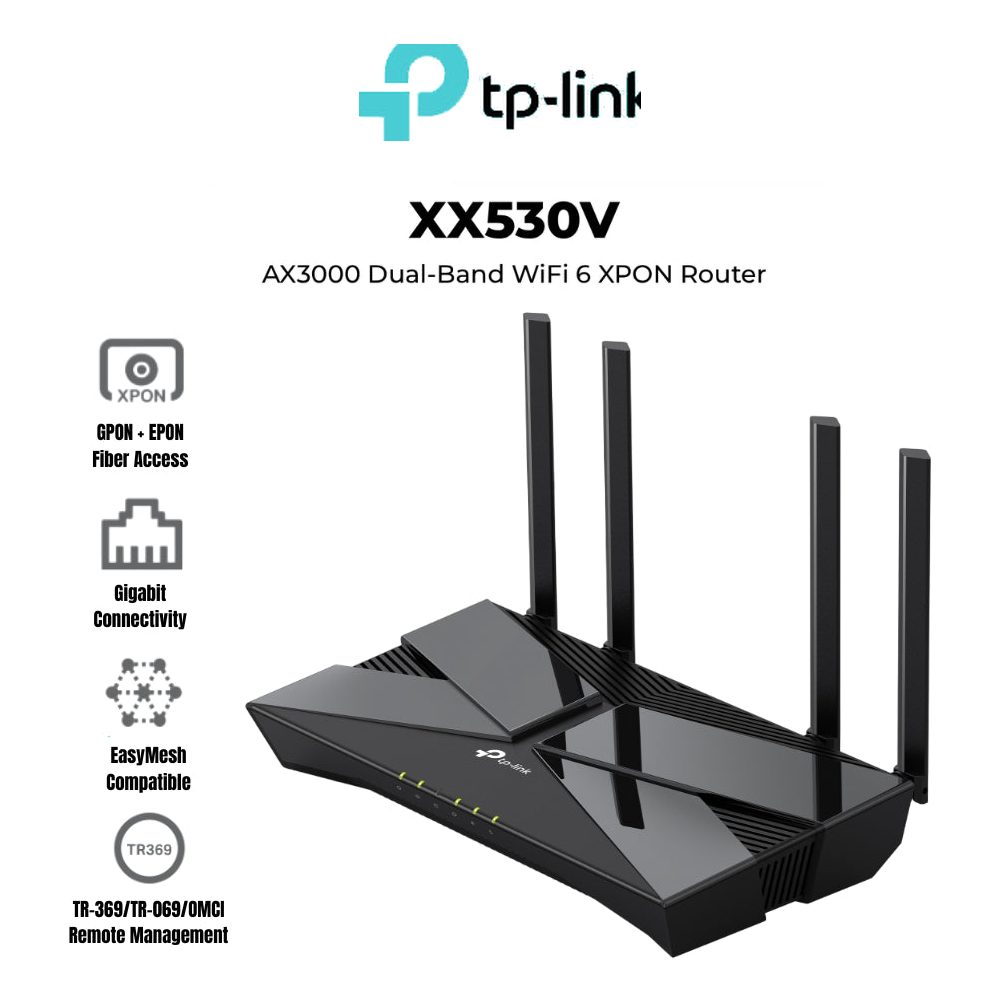 tp-link
XX530V
AX3000 Dual-Band WiFi 6 XPON Router
XPON
GPON + EPON
Fiber Access
Gigabit
Connectivity
EasyMesh
Compatible
TR369
TR-369/TR-069/OMCI
Remote Management
tp-link